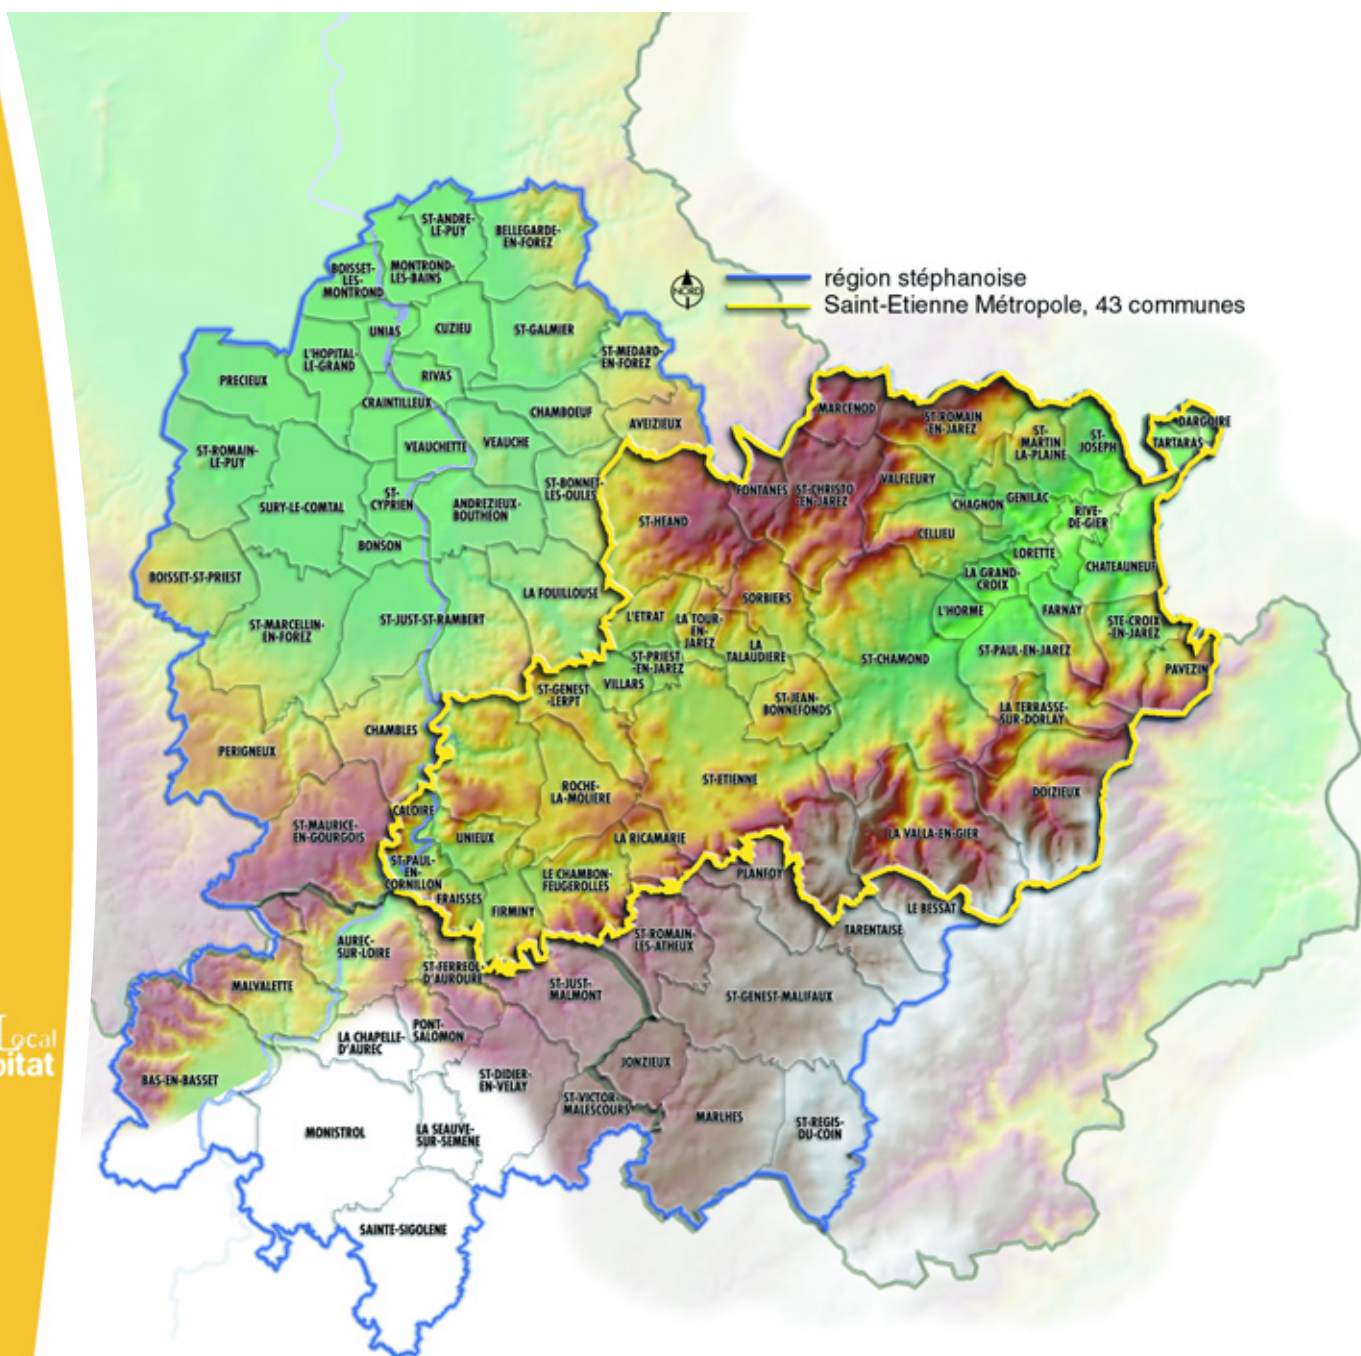 ST-ANDRE-
LE-PUY
BELLEGARDE-
EN-FOREZ
BOISSET-
LES-
MONTROND
MONTROND-
LES-BAINS
NORD
région stéphanoise
Saint-Etienne Métropole, 43 communes
UNIAS
CUZIEU
ST-GALMIER
L'HOPITAL-
LE-GRAND
ST-MEDARD-
EN-FOREZ
PRECIEUX
RIVAS
CRAINTILLEUX
CHAMBOEUF
AVEIZIEUX
MARCENOD
ST-ROMAIN
-EN-JAREZ
ST-
MARTIN
LA-PLAINE
ST-
JOSEPH
DARGOIRE
TARTARAS
ST-ROMAIN-
LE-PUY
VEAUCHETTE
VEAUCHE
ST-BONNET-
LES-OULES
SURY-LE-COMTAL
ST-
CYPRIEN
ANDREZIEUX-
BOUTHEON
FONTANES
ST-CHRISTO
-EN-JAREZ
VALFLEURY
CHAGNON
GENILAC
RIVE-
DE-GIER
ST-HEAND
CELLIEU
BONSON
LORETTE
CHATEAUNEUF
BOISSET-ST-PRIEST
LA GRAND-
CROIX
LA FOUILLOUSE
SORBIERS
L'HORME
FARNAY
ST-MARCELLIN-
EN-FOREZ
ST-JUST-ST-RAMBERT
L'ETRAT
LA TOUR-
EN-
JAREZ
STE-CROIX
-EN-JAREZ
LA
TALAUDIERE
ST-PRIEST
-EN-JAREZ
ST-CHAMOND
ST-PAUL-EN-JAREZ
PAVEZIN
VILLARS
ST-GENEST
-LERPT
ST-JEAN-
BONNEFONDS
LA TERRASSE-
SUR-DORLAY
CHAMBLES
PERIGNEUX
ROCHE-
LA-MOLIERE
ST-ETIENNE
DOIZIEUX
CALOIRE
ST-MAURICE-
EN-GOURGOIS
UNIEUX
LA RICAMARIE
LA VALLA-EN-GIER
ST-PAUL-
EN-
CORNILLON
LE CHAMBON-
FEUGEROLLES
PLANFOY
FRAISSES
FIRMINY
LE BESSAT
TARENTAISE
ST-ROMAIN-
LES-ATHEUX
AUREC-
SUR-LOIRE
ST-FERREOL-
D'AUROURE
MALVALETTE
ST-JUST-
MALMONT
ST-GENEST-MALIFAUX
LA CHAPELLE-
D'AUREC
PONT-
SALOMON
Local
bitat
JONZIEUX
BAS-EN-BASSET
ST-DIDIER-
EN-VELAY
ST-VICTOR-
MALESCOURS
MARLHES
ST-REGIS-
DU-COIN
MONISTROL
LA SEAUVE-
SUR-SEMENE
SAINTE-SIGOLENE